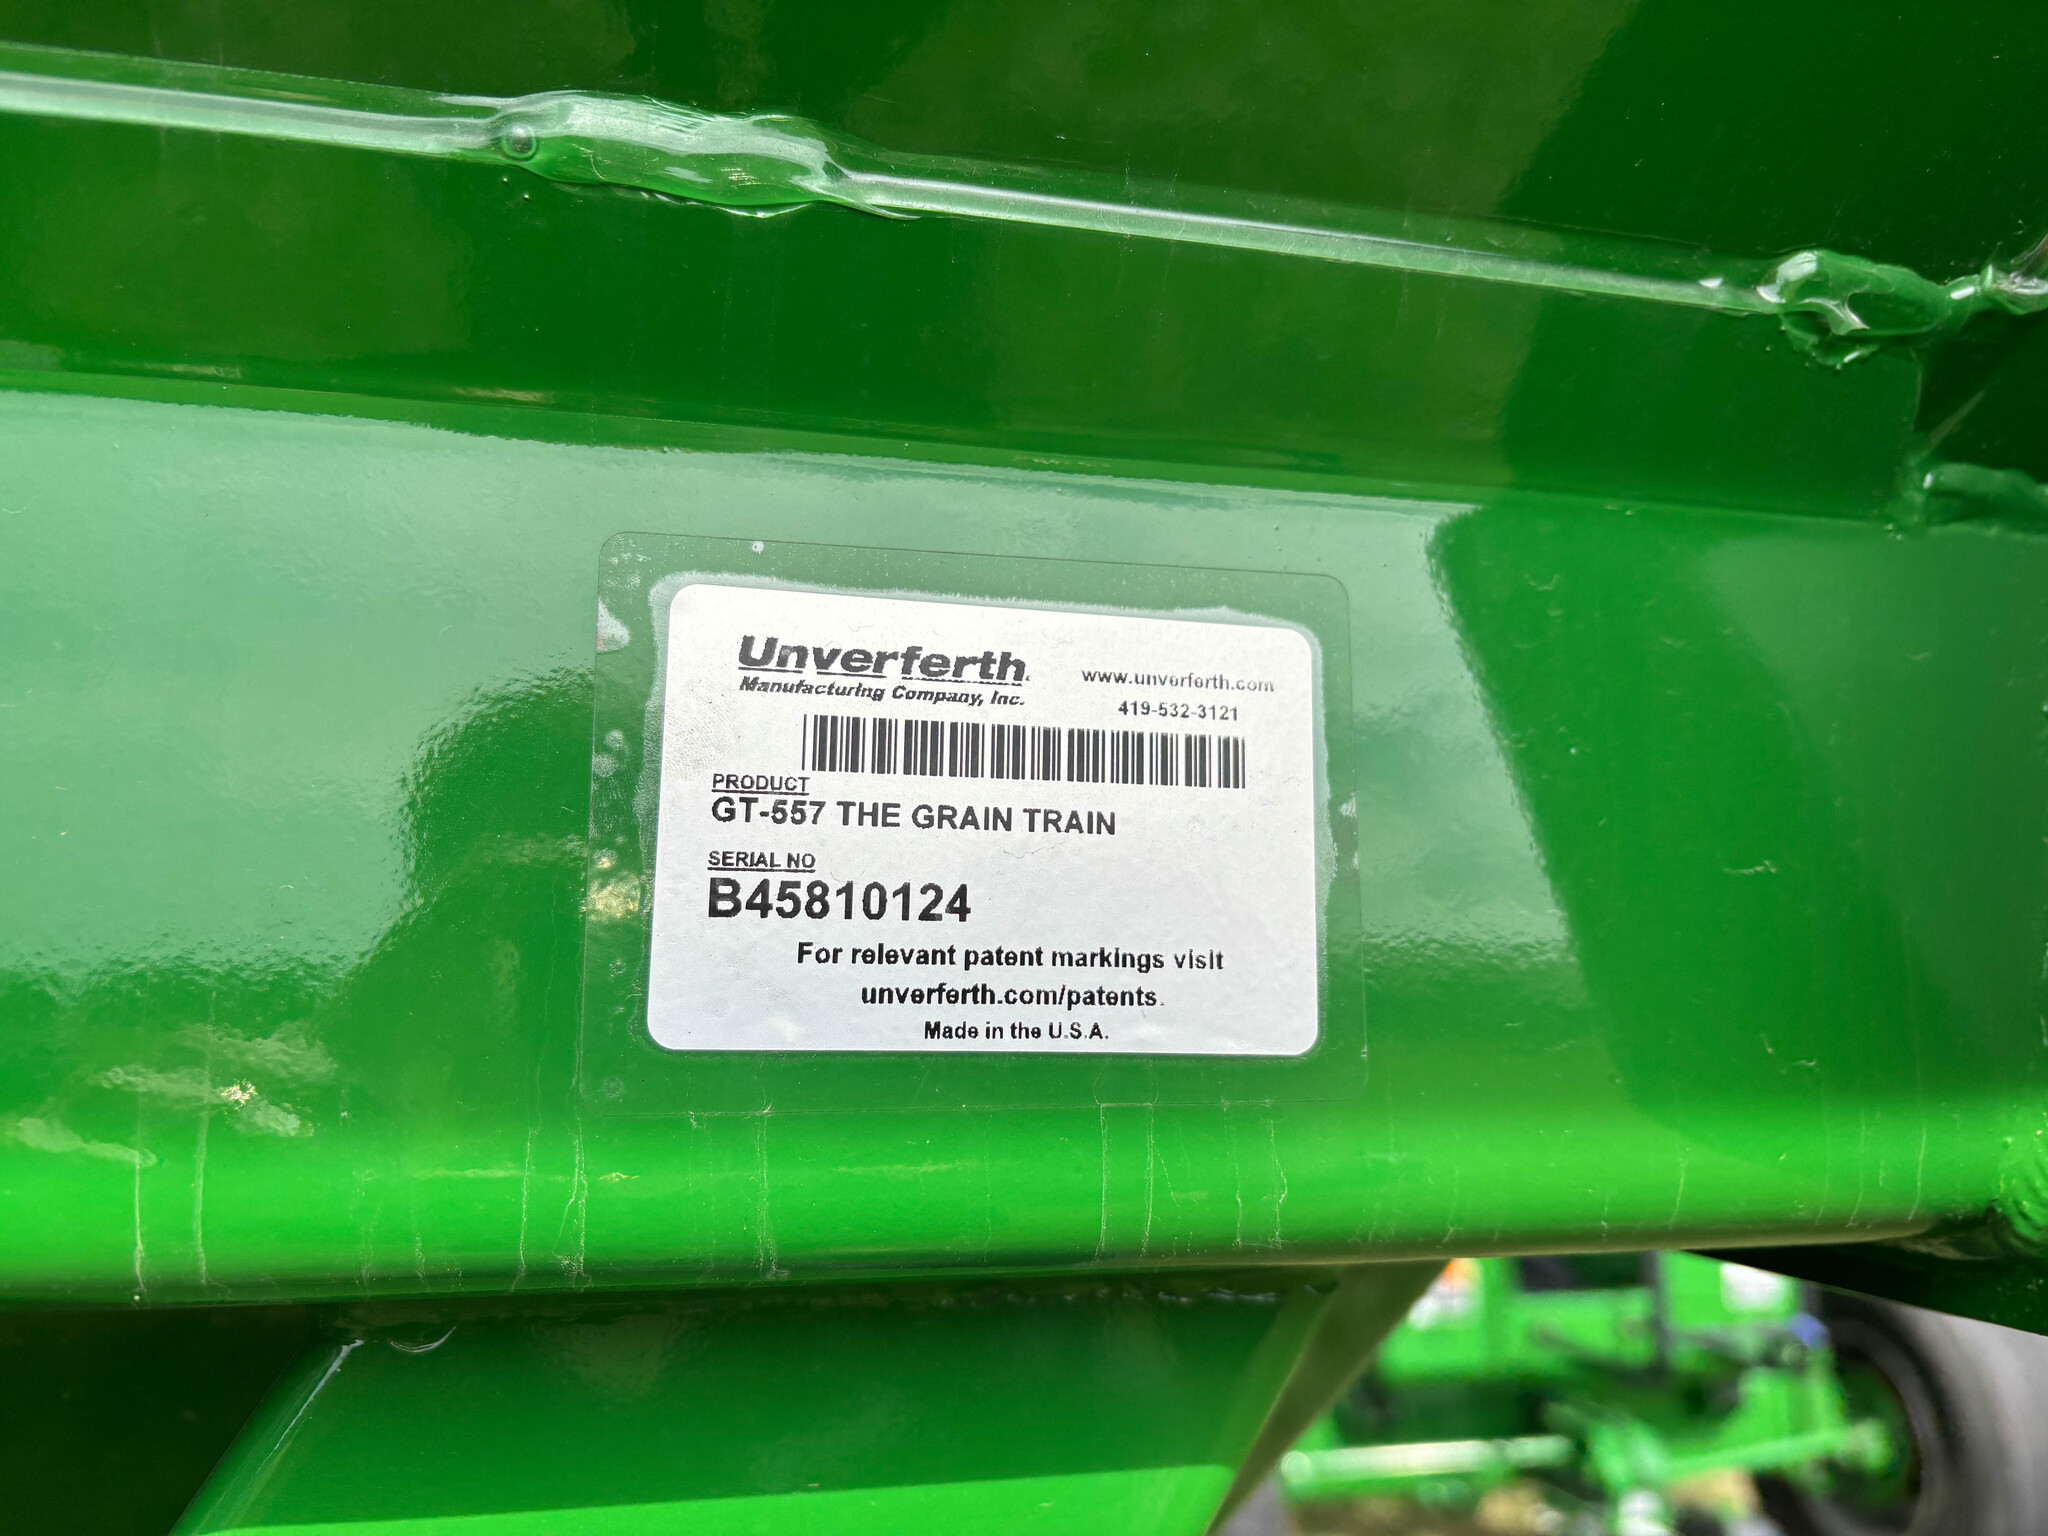 Unverferth
Manufacturing Company, Inc.
www.unverferth.com
419-532-3121
PRODUCT
GT-557 THE GRAIN TRAIN
SERIAL NO
B45810124
For relevant patent markings visit
unverferth.com/patents.
Made in the U.S.A.